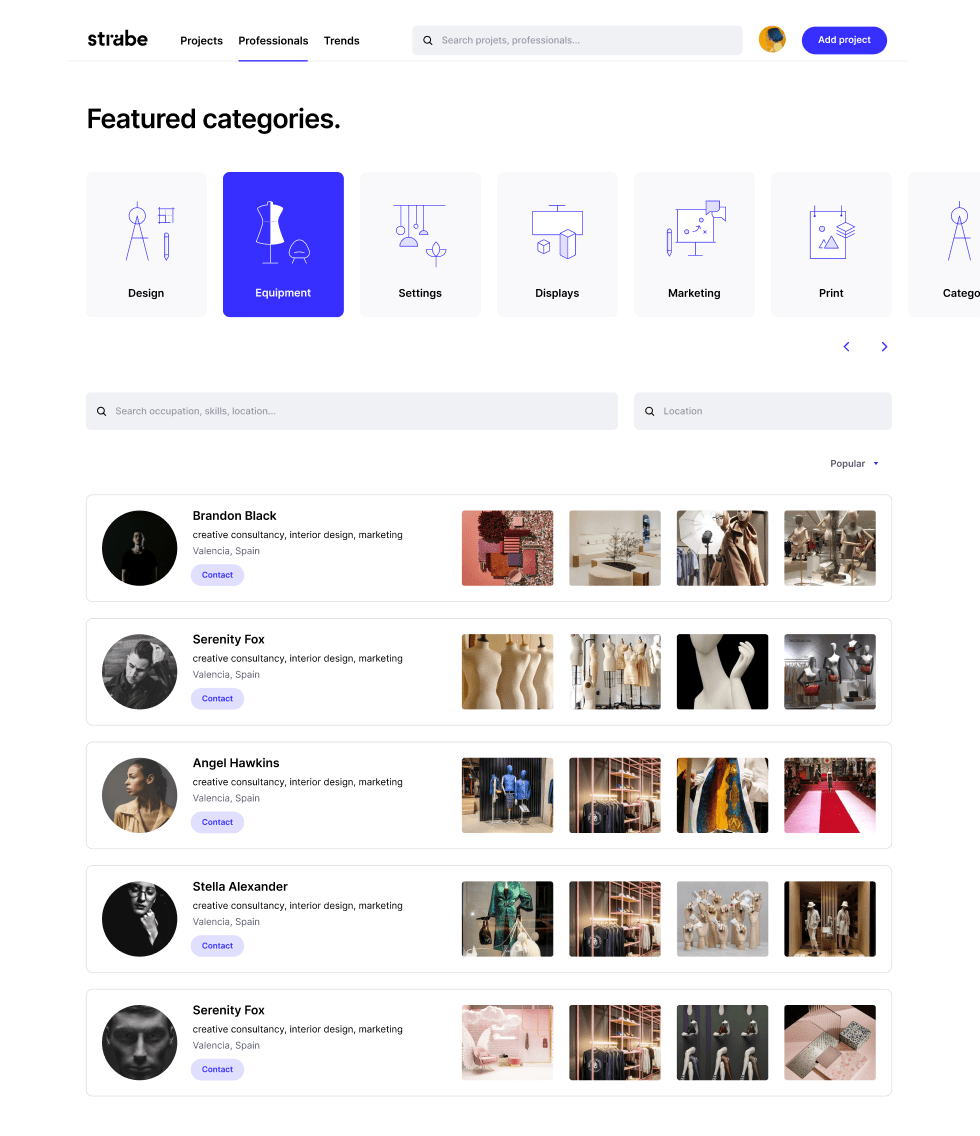 strabe
Projects Professionals Trends
Search projets, professionals...
Add project
Featured categories.
Design
Equipment
Settings
Displays
Marketing
Print
Catego
Search occupation, skills, location...
Location
Popular
Brandon Black
creative consultancy, interior design, marketing
Valencia, Spain
Contact
Serenity Fox
creative consultancy, interior design, marketing
Valencia, Spain
Contact
Angel Hawkins
creative consultancy, interior design, marketing
Valencia, Spain
Contact
Stella Alexander
creative consultancy, interior design, marketing
Valencia, Spain
Contact
Serenity Fox
creative consultancy, interior design, marketing
Valencia, Spain
Contact